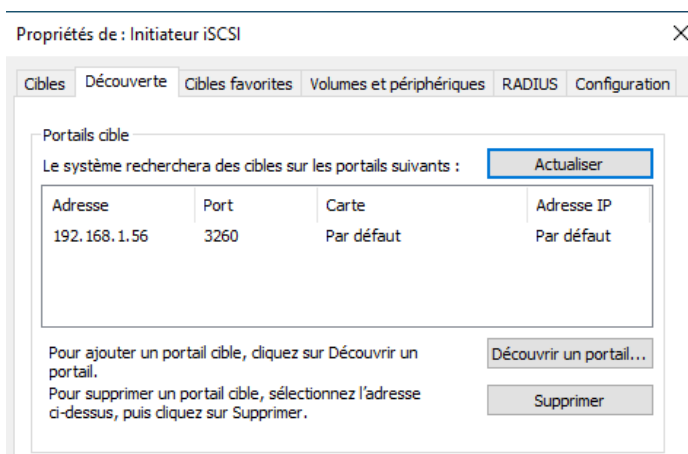 Propriétés de : Initiateur iSCSI
Cibles Découverte Cibles favorites Volumes et périphériques RADIUS Configuration
Portails cible
Le système recherchera des cibles sur les portails suivants : Actualiser
Adresse Port Carte Adresse IP
192.168.1.56 3260 Par défaut Par défaut
Pour ajouter un portail cible, cliquez sur Découvrir un
portail.
Découvrir un portail...
Pour supprimer un portail cible, sélectionnez l'adresse
ci-dessus, puis cliquez sur Supprimer.
Supprimer